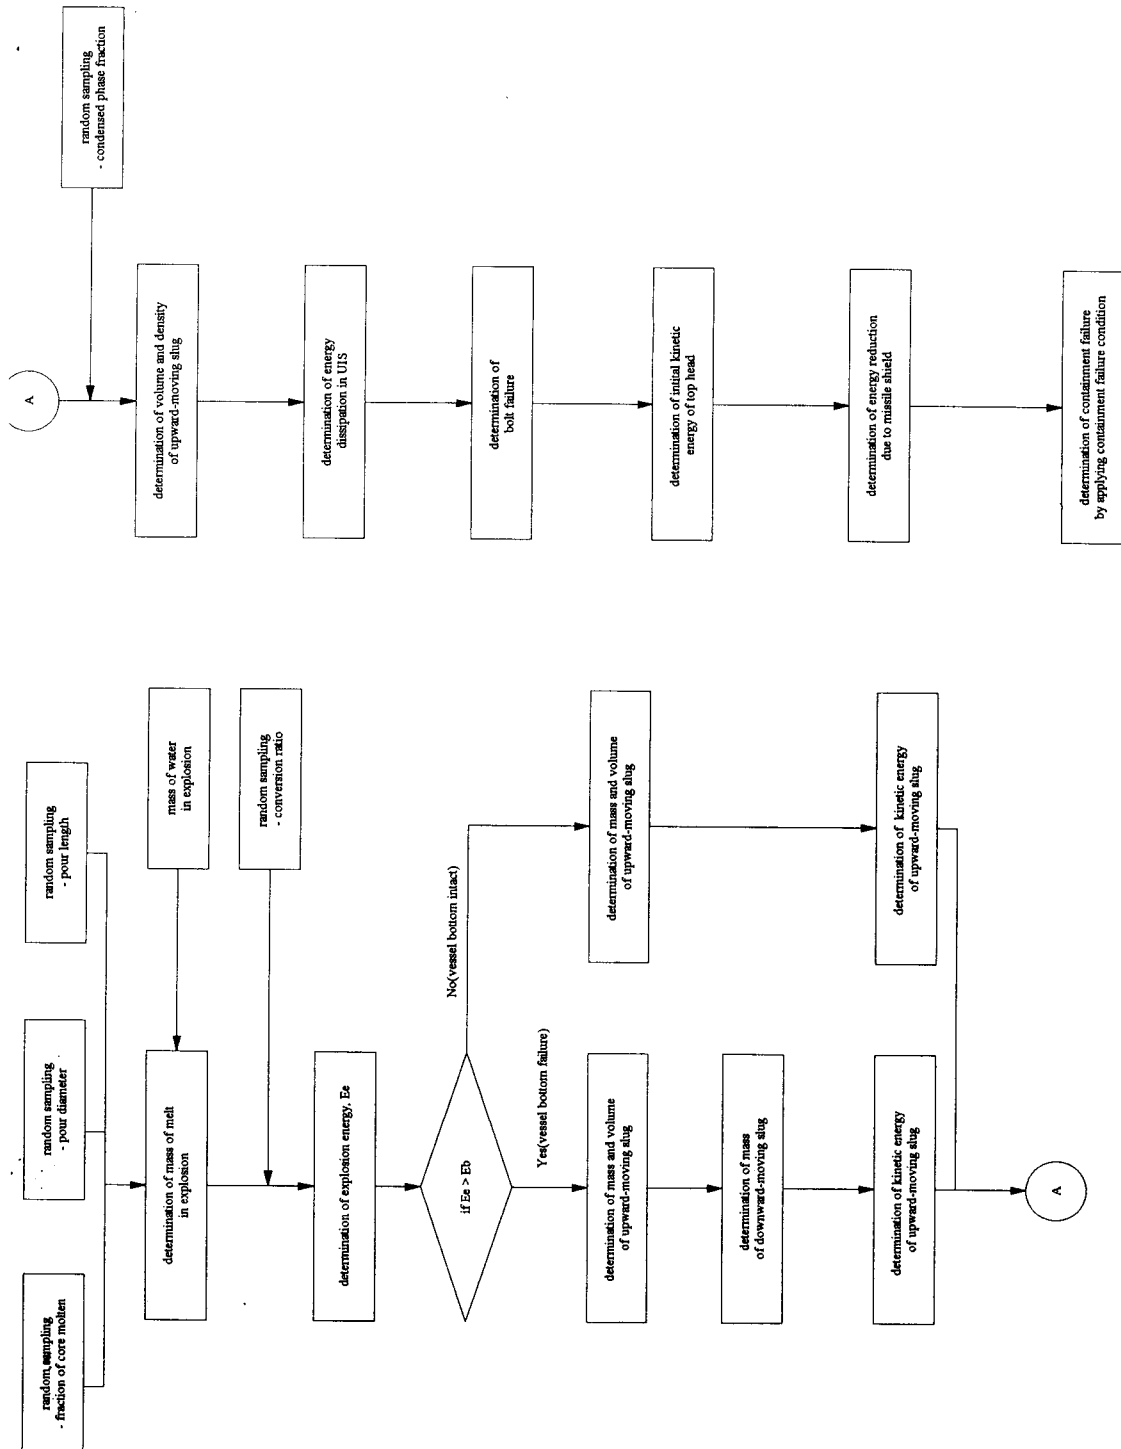 random sampling
- fraction of core molten
random sampling
- pour diameter
random sampling
- pour length
determination of mass of melt
in explosion
mass of water
in explosion
random sampling
- conversion ratio
determination of explosion energy, Ee
if Ee > Eb
No(vessel bottom intact)
Yes(vessel bottom failure)
determination of mass and volume
of upward-moving slug
determination of mass and volume
of upward-moving slug
determination of mass
of downward-moving slug
determination of kinetic energy
of upward-moving slug
determination of kinetic energy
of upward-moving slug
A
A
random sampling
- condensed phase fraction
determination of volume and density
of upward-moving slug
determination of energy
dissipation in UIS
determination of
bolt failure
determination of intital kinetic
energy of top head
determination of energy reduction
due to missile shield
determination of containment failure
by applying containment failure condition